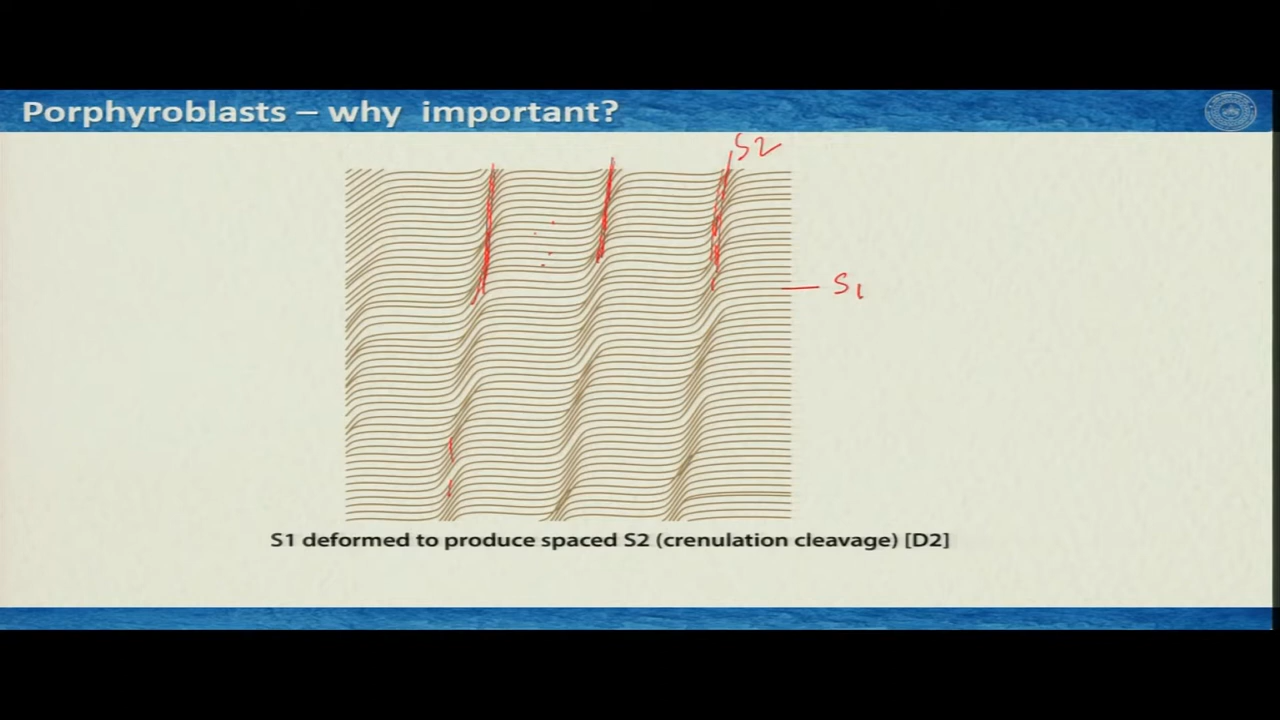 Porphyroblasts – why important?
S2
S1
S1 deformed to produce spaced S2 (crenulation cleavage) [D2]